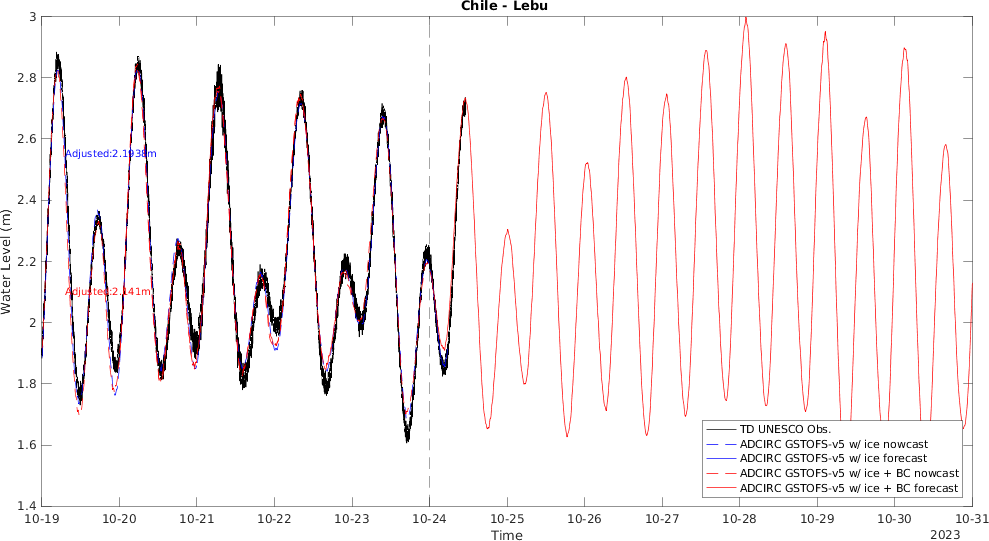 Chile - Lebu
3
2.8
2.6
2.4
2.2
2
1.8
1.6
1.4
Water Level (m)
Adjusted:2.1938m
Adjusted:2.141m
TD UNESCO Obs.
ADCIRC GSTOFS-v5 w/ ice nowcast
ADCIRC GSTOFS-v5 w/ ice forecast
ADCIRC GSTOFS-v5 w/ ice + BC nowcast
ADCIRC GSTOFS-v5 w/ ice + BC forecast
10-19 10-20 10-21 10-22 10-23 10-24 10-25 10-26 10-27 10-28 10-29 10-30 10-31
Time
2023